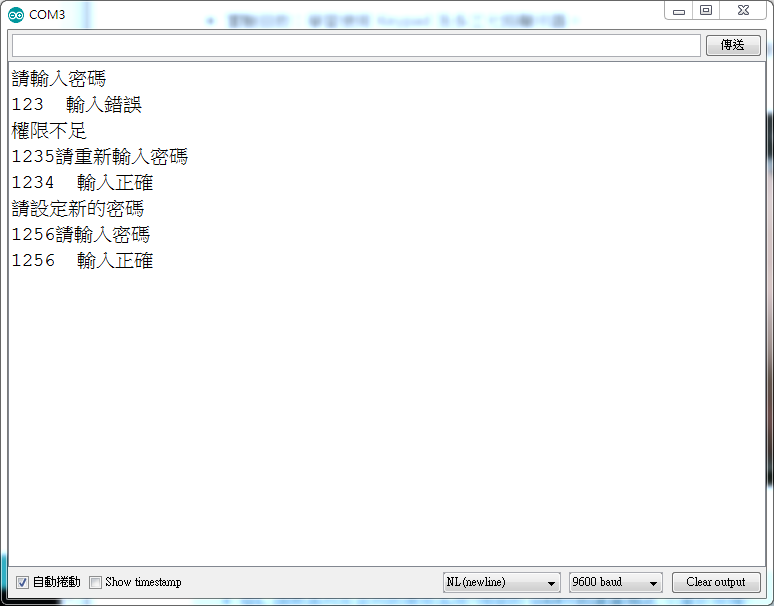 COM3
傳送
請輸入密碼
123  輸入錯誤
權限不足
1235請重新輸入密碼
1234  輸入正確
請設定新的密碼
1256請輸入密碼
1256  輸入正確
自動捲動 Show timestamp NL(newline) 9600 baud Clear output